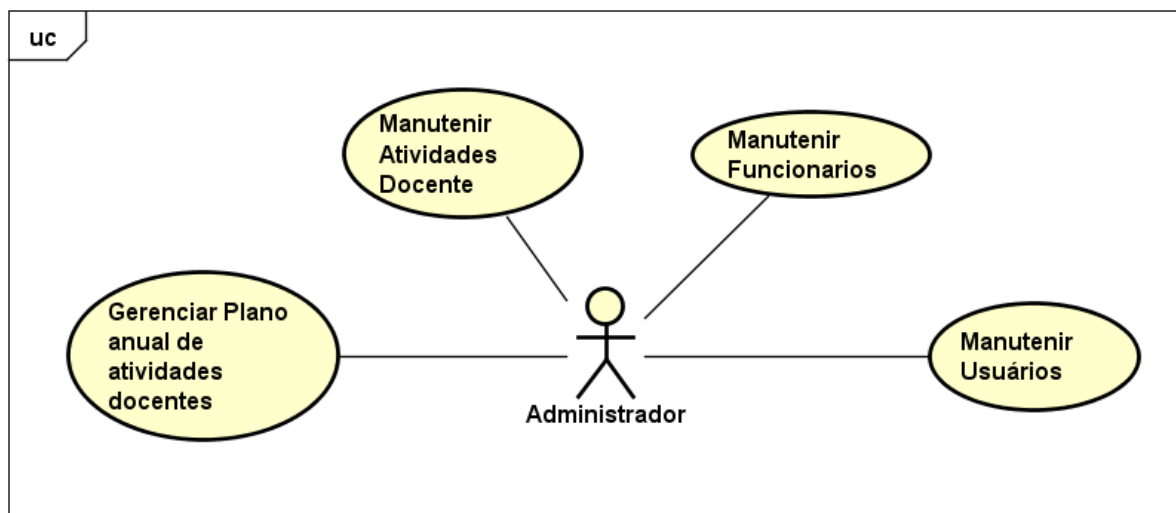 uc
Manutenir
Atividades
Docente
Manutenir
Funcionarios
Gerenciar Plano
anual de
atividades
docentes
Manutenir
Usuários
Administrador